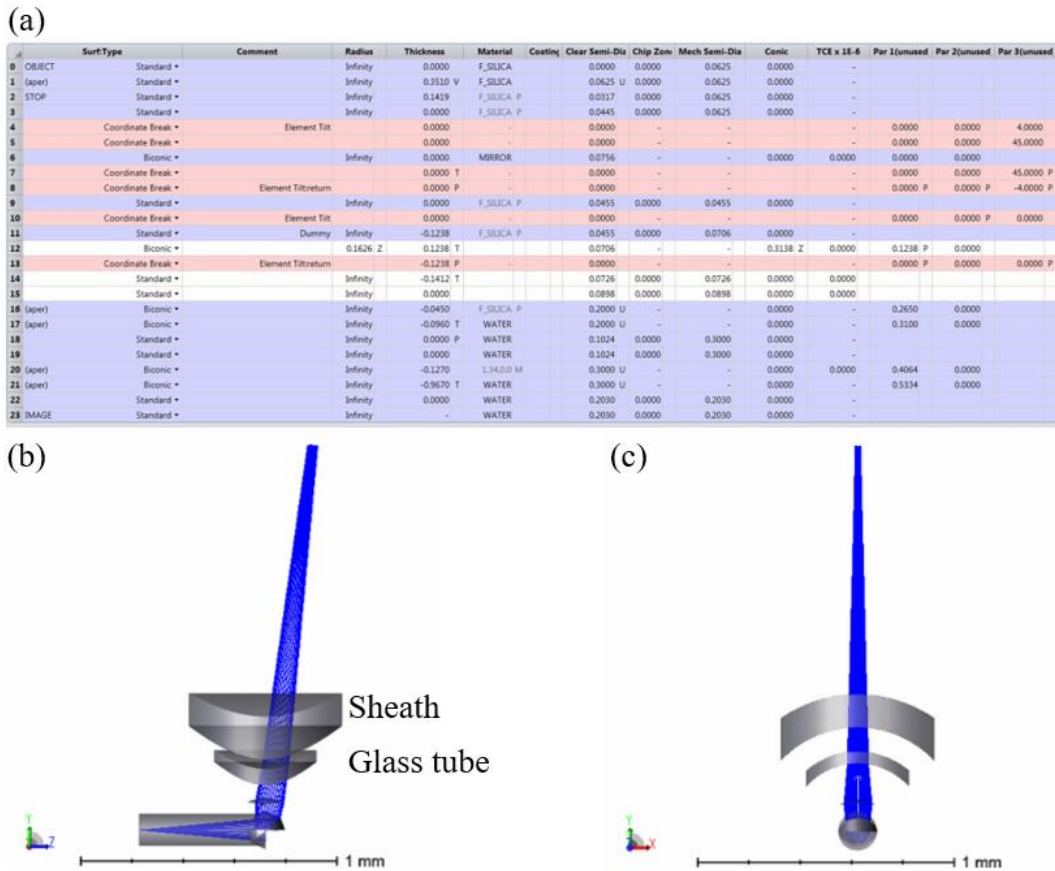 (a)
Surf:Type Comment Radius Thickness Material Coating Clear Semi-Dia Chip Zon Mech Semi-Dia Conic TCE x 1E-6 Par 1(unused Par 2(unused Par 3(unused
0 OBJECT Standard Infinity 0.0000 F_SILICA 0.0000 0.0000 0.0625 0.0000 -
1 (aper) Standard Infinity 0.3510 V F_SILICA 0.0625 U 0.0000 0.0625 0.0000 -
2 STOP Standard Infinity 0.1419 F_SILICA P 0.0317 0.0000 0.0625 0.0000 -
3 Standard Infinity 0.0000 F_SILICA P 0.0445 0.0000 0.0625 0.0000 -
4 Coordinate Break Element Tilt 0.0000 - 0.0000 - - - 0.0000 0.0000 4.0000
5 Coordinate Break 0.0000 - 0.0000 - - - 0.0000 0.0000 45.0000
6 Biconic Infinity 0.0000 MIRROR 0.0756 - - 0.0000 0.0000 0.0000 0.0000
7 Coordinate Break 0.0000 T - 0.0000 - - - 0.0000 0.0000 45.0000 P
8 Coordinate Break Element Tilt:return 0.0000 P - 0.0000 - - - 0.0000 P 0.0000 P -4.0000 P
9 Standard Infinity 0.0000 F_SILICA P 0.0455 0.0000 0.0455 0.0000 -
10 Coordinate Break Element Tilt 0.0000 - 0.0000 - - - 0.0000 0.0000 P 0.0000
11 Standard Dummy Infinity -0.1238 F_SILICA P 0.0455 0.0000 0.0706 0.0000 -
12 Biconic 0.1626 Z 0.1238 T 0.0706 - - 0.3138 Z 0.0000 0.1238 P 0.0000
13 Coordinate Break Element Tilt:return -0.1238 P - 0.0000 - - - 0.0000 P 0.0000 0.0000 P
14 Standard Infinity -0.1412 T 0.0726 0.0000 0.0726 0.0000 0.0000
15 Standard Infinity 0.0000 0.0898 0.0000 0.0898 0.0000 0.0000
16 (aper) Biconic Infinity -0.0450 F_SILICA P 0.2000 U - - 0.0000 - 0.2650 0.0000
17 (aper) Biconic Infinity -0.0960 T WATER 0.2000 U - - 0.0000 - 0.3100 0.0000
18 Standard Infinity 0.0000 P WATER 0.1024 0.0000 0.3000 0.0000 -
19 Standard Infinity 0.0000 WATER 0.1024 0.0000 0.3000 0.0000 -
20 (aper) Biconic Infinity -0.1270 1.34,0.0 M 0.3000 U - - 0.0000 0.0000 0.4064 0.0000
21 (aper) Biconic Infinity -0.9670 T WATER 0.3000 U - - 0.0000 - 0.5334 0.0000
22 Standard Infinity 0.0000 WATER 0.2030 0.0000 0.2030 0.0000 -
23 IMAGE Standard Infinity - WATER 0.2030 0.0000 0.2030 0.0000 -
(b)
(c)
Sheath
Glass tube
Y
Z
1 mm
Y
X
1 mm